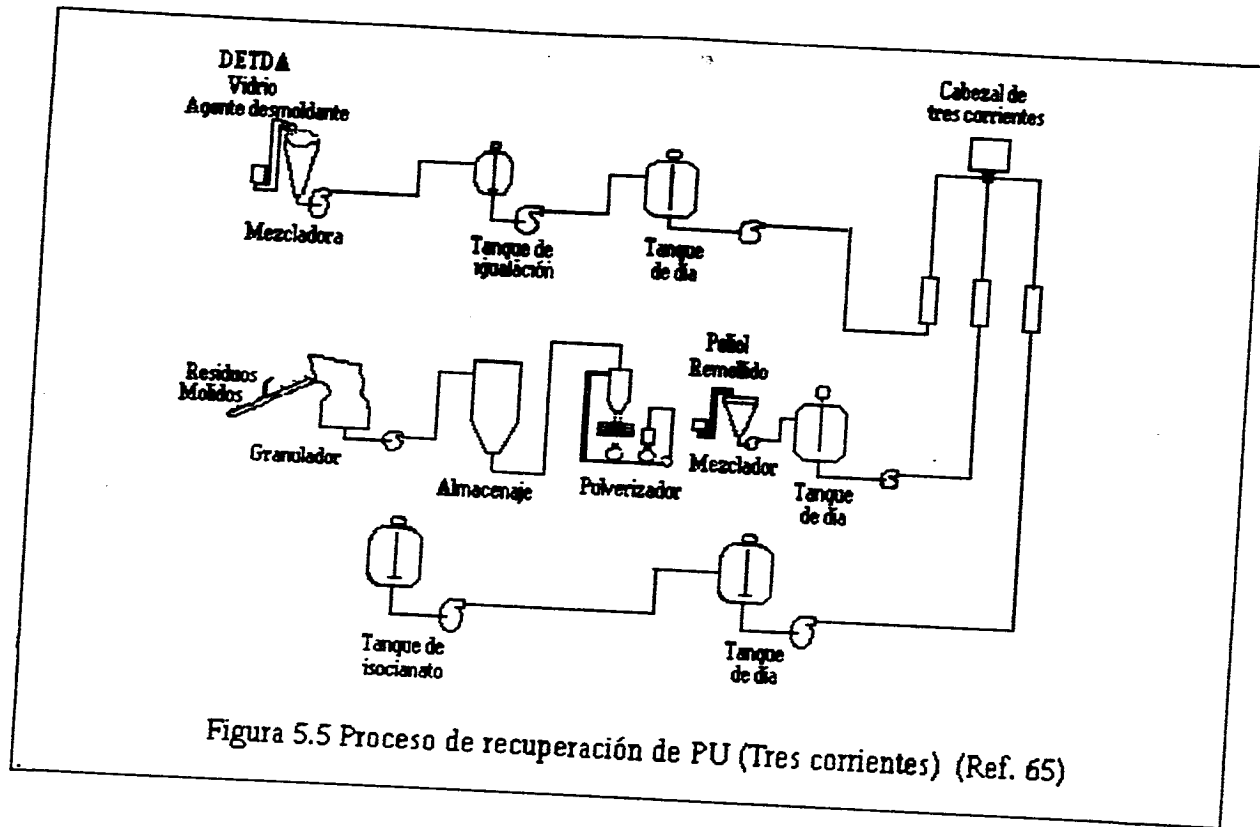 DETDA
Vidrio
Agente desmoldante
Mezcladora
Tanque de
igualación
Tanque
de día
Cabezal de
tres corrientes
Residuos
Molidos
Granulador
Almacenaje
Pulverizador
Poliol
Remolido
Mezclador
Tanque
de día
Tanque de
isocianato
Tanque
de día
Figura 5.5 Proceso de recuperación de PU (Tres corrientes) (Ref. 65)